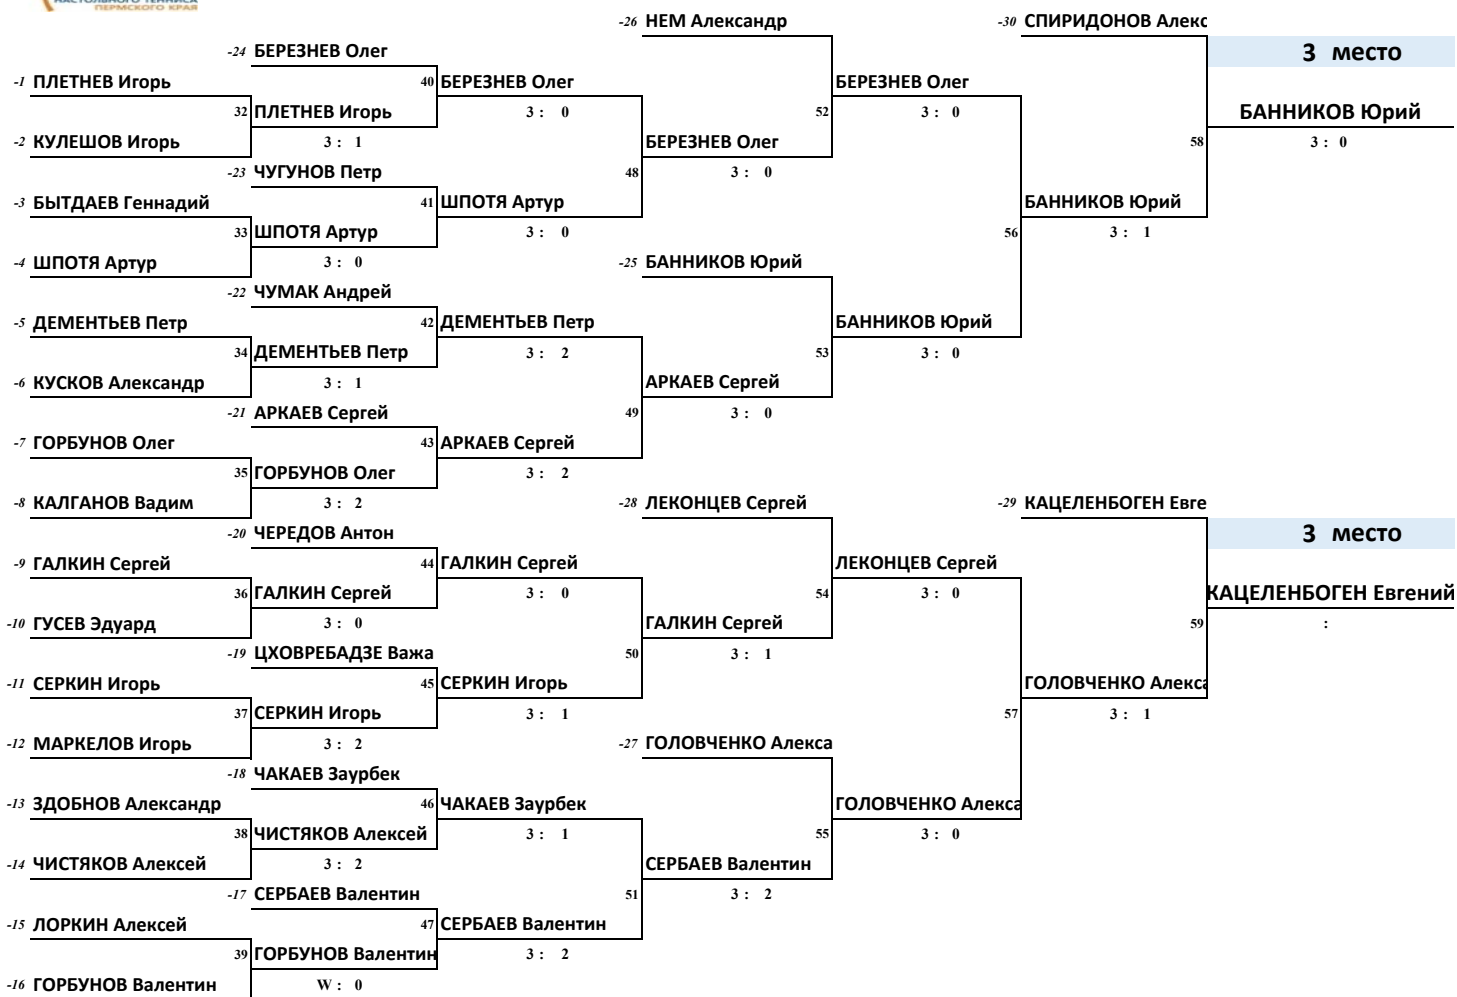 НАСТОЛЬНОГО ТЕННИСА
ПЕРМСКОГО КРАЯ
-26 НЕМ Александр
-30 СПИРИДОНОВ Алекс
-24 БЕРЕЗНЕВ Олег
3 место
-1 ПЛЕТНЕВ Игорь
40 БЕРЕЗНЕВ Олег
БЕРЕЗНЕВ Олег
32 ПЛЕТНЕВ Игорь
3 : 0
52
3 : 0
БАННИКОВ Юрий
-2 КУЛЕШОВ Игорь
3 : 1
БЕРЕЗНЕВ Олег
58
3 : 0
-23 ЧУГУНОВ Петр
48
3 : 0
-3 БЫТДАЕВ Геннадий
41 ШПОТЯ Артур
БАННИКОВ Юрий
33 ШПОТЯ Артур
3 : 0
56
3 : 1
-4 ШПОТЯ Артур
3 : 0
-25 БАННИКОВ Юрий
-22 ЧУМАК Андрей
-5 ДЕМЕНТЬЕВ Петр
42 ДЕМЕНТЬЕВ Петр
БАННИКОВ Юрий
34 ДЕМЕНТЬЕВ Петр
3 : 2
53
3 : 0
-6 КУСКОВ Александр
3 : 1
АРКАЕВ Сергей
-21 АРКАЕВ Сергей
49
3 : 0
-7 ГОРБУНОВ Олег
43 АРКАЕВ Сергей
35 ГОРБУНОВ Олег
3 : 2
-8 КАЛГАНОВ Вадим
3 : 2
-28 ЛЕКОНЦЕВ Сергей
-29 КАЦЕЛЕНБОГЕН Евге
-20 ЧЕРЕДОВ Антон
3 место
-9 ГАЛКИН Сергей
44 ГАЛКИН Сергей
ЛЕКОНЦЕВ Сергей
36 ГАЛКИН Сергей
3 : 0
54
3 : 0
КАЦЕЛЕНБОГЕН Евгений
-10 ГУСЕВ Эдуард
3 : 0
ГАЛКИН Сергей
59
:
-19 ЦХОВРЕБАДЗЕ Важа
50
3 : 1
-11 СЕРКИН Игорь
45 СЕРКИН Игорь
ГОЛОВЧЕНКО Алекса
37 СЕРКИН Игорь
3 : 1
57
3 : 1
-12 МАРКЕЛОВ Игорь
3 : 2
-27 ГОЛОВЧЕНКО Алекса
-18 ЧАКАЕВ Заурбек
-13 ЗДОБНОВ Александр
46 ЧАКАЕВ Заурбек
ГОЛОВЧЕНКО Алекса
38 ЧИСТЯКОВ Алексей
3 : 1
55
3 : 0
-14 ЧИСТЯКОВ Алексей
3 : 2
СЕРБАЕВ Валентин
-17 СЕРБАЕВ Валентин
51
3 : 2
-15 ЛОРКИН Алексей
47 СЕРБАЕВ Валентин
39 ГОРБУНОВ Валентин
3 : 2
-16 ГОРБУНОВ Валентин
W : 0